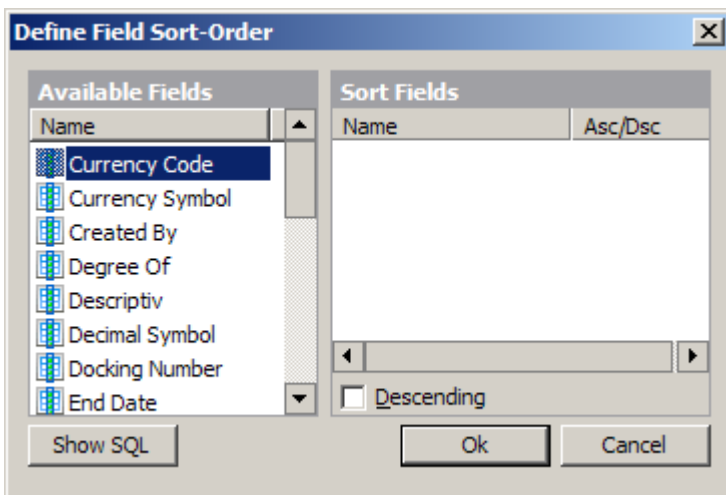 Define Field Sort-Order
Available Fields
Name
Currency Code
Currency Symbol
Created By
Degree Of
Descriptiv
Decimal Symbol
Docking Number
End Date
Show SQL
Sort Fields
Name Asc/Dsc
Descending
Ok Cancel